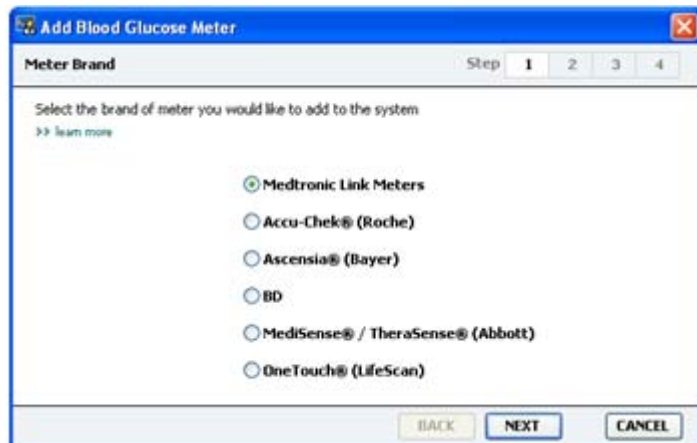 Add Blood Glucose Meter
Meter Brand Step 1 2 3 4
Select the brand of meter you would like to add to the system
>> learn more
Medtronic Link Meters
Accu-Chek® (Roche)
Ascensia® (Bayer)
BD
MediSense® / TheraSense® (Abbott)
OneTouch® (LifeScan)
BACK NEXT CANCEL